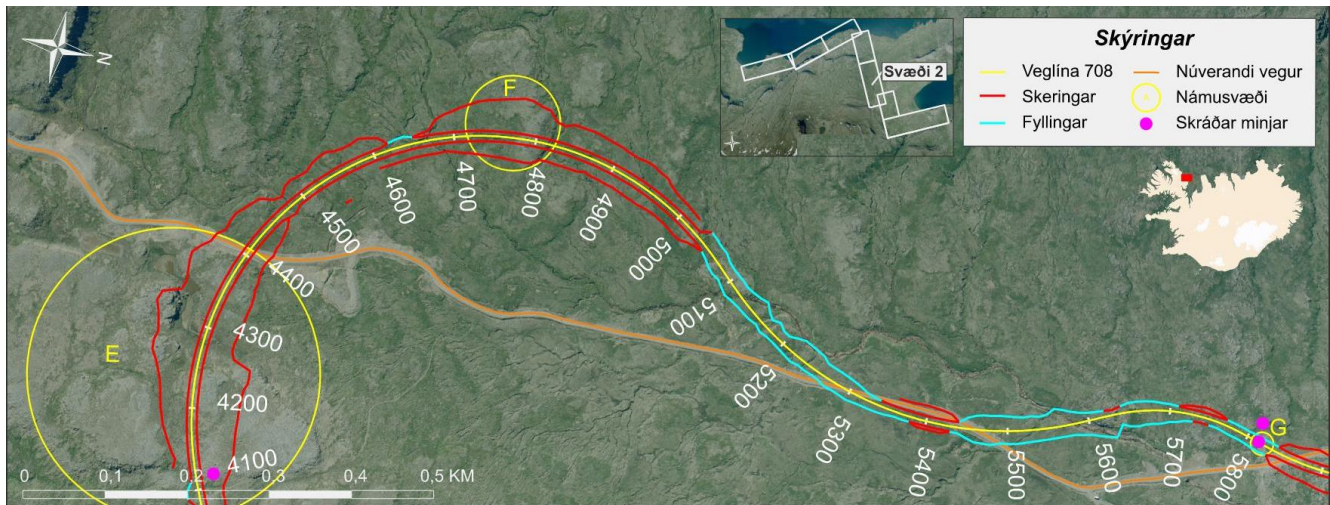 N
F
Svæði 2
Skýringar
Veglína 708
Núverandi vegur
Skeringar
Námusvæði
Fyllingar
Skráðar minjar
4700
4800
4600
4900
4500
5000
4400
5100
4300
E
5200
4200
5300
G
4100
5400
5500
5600
5700
5800
0 0,1 0,2 0,3 0,4 0,5 KM